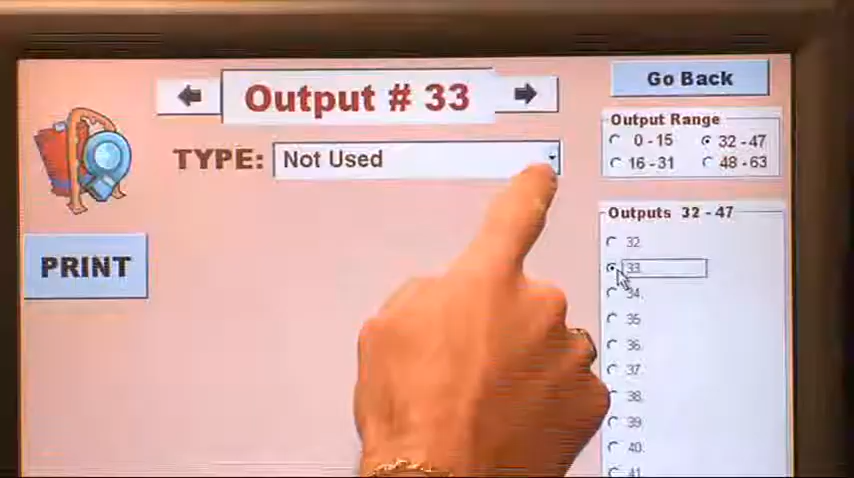 Output # 33
Go Back
TYPE: Not Used
Output Range
0 - 15
32 - 47
16 - 31
48 - 63
PRINT
Outputs 32 - 47
32.
33.
34.
35.
36.
37.
38.
39.
40.
41.